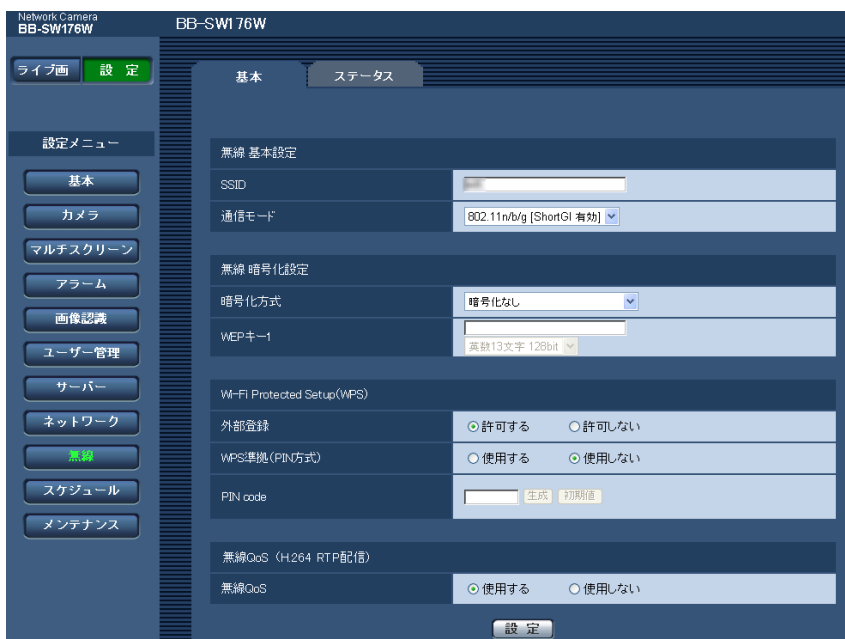 Network Camera
BB-SW176W
BB-SW176W
ライブ画 設 定
基本 ステータス
設定メニュー
基本
カメラ
マルチスクリーン
アラーム
画像認識
ユーザー管理
サーバー
ネットワーク
無線
スケジュール
メンテナンス
無線 基本設定
SSID
通信モード 802.11n/b/g [ShortGI 有効]
無線 暗号化設定
暗号化方式 暗号化なし
WEPキー1
英数13文字 128bit
Wi-Fi Protected Setup(WPS)
外部登録 許可する 許可しない
WPS準拠(PIN方式) 使用する 使用しない
PIN code 生成 初期値
無線QoS（H.264 RTP配信）
無線QoS 使用する 使用しない
設 定